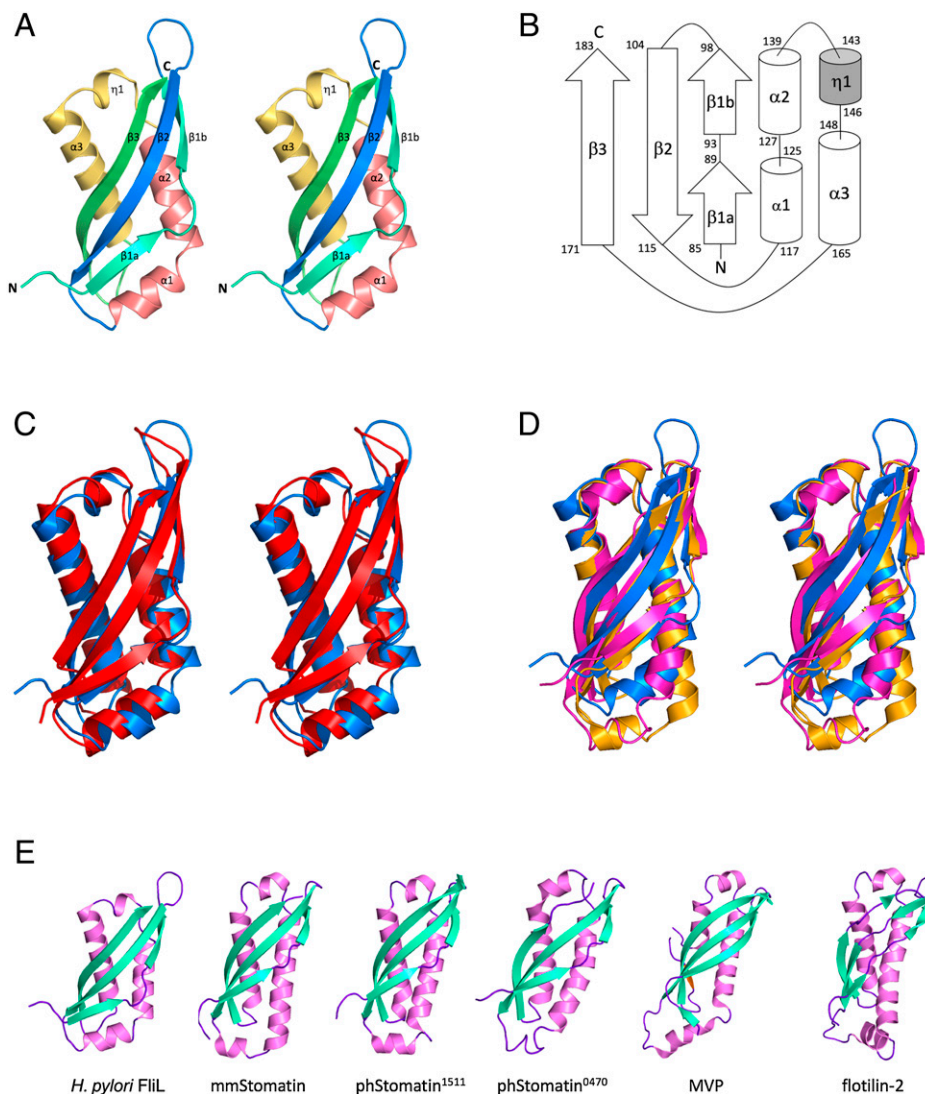 A
C
η1
β3
β2
β1b
α3
α2
β1a
N
α1
C
η1
β3
β2
β1b
α3
α2
β1a
N
α1
B
C
183
104
98
139
143
β1b
α2
η1
146
93
89
127
125
148
β3
β2
β1a
α1
α3
171
115
85
N
117
165
C
D
E
H. pylori FliL
mmStomatin
phStomatin¹⁵¹¹
phStomatin⁰⁴⁷⁰
MVP
flotilin-2